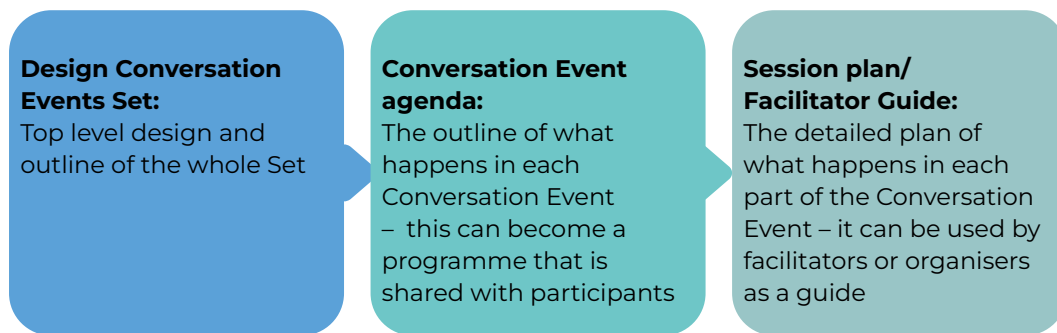 Design Conversation
Events Set:
Top level design and
outline of the whole Set
Conversation Event
agenda:
The outline of what
happens in each
Conversation Event
–  this can become a
programme that is
shared with participants
Session plan/
Facilitator Guide:
The detailed plan of
what happens in each
part of the Conversation
Event – it can be used by
facilitators or organisers
as a guide